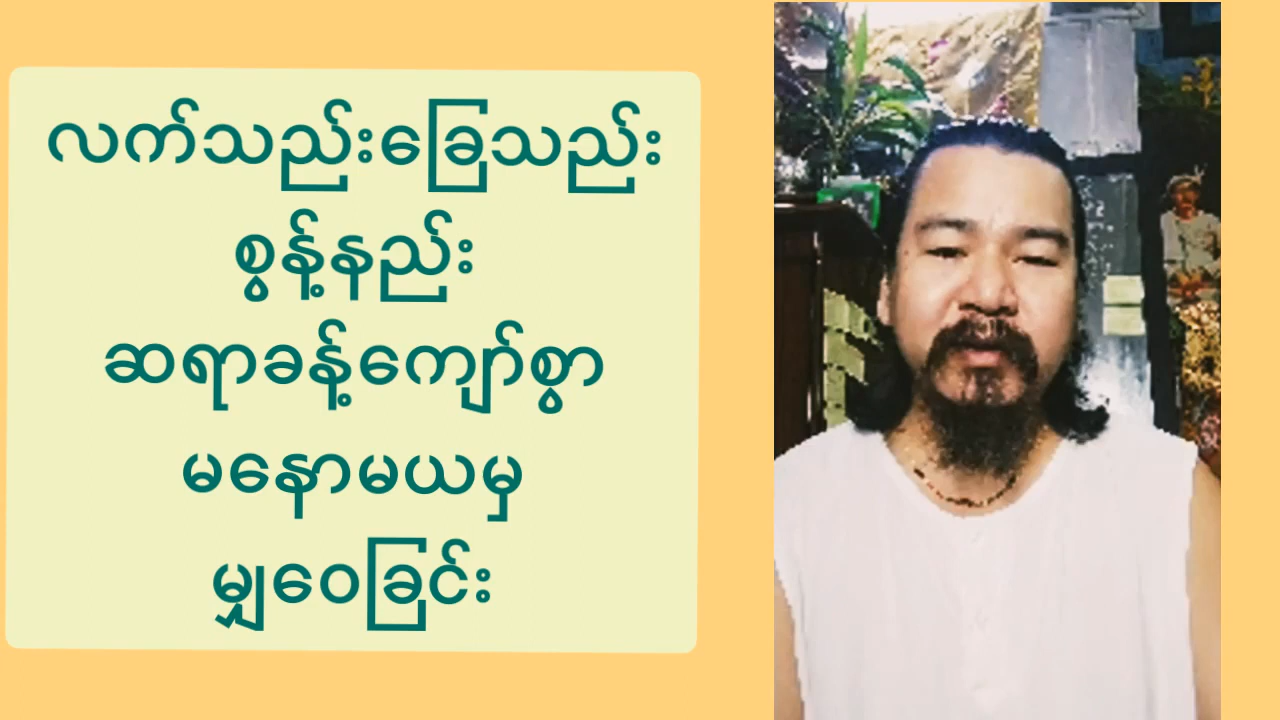 လက်သည်းခြေသည်း
စွန့်နည်း
ဆရာခန့်ကျော်စွာ
မနောမယမှ
မျှဝေခြင်း